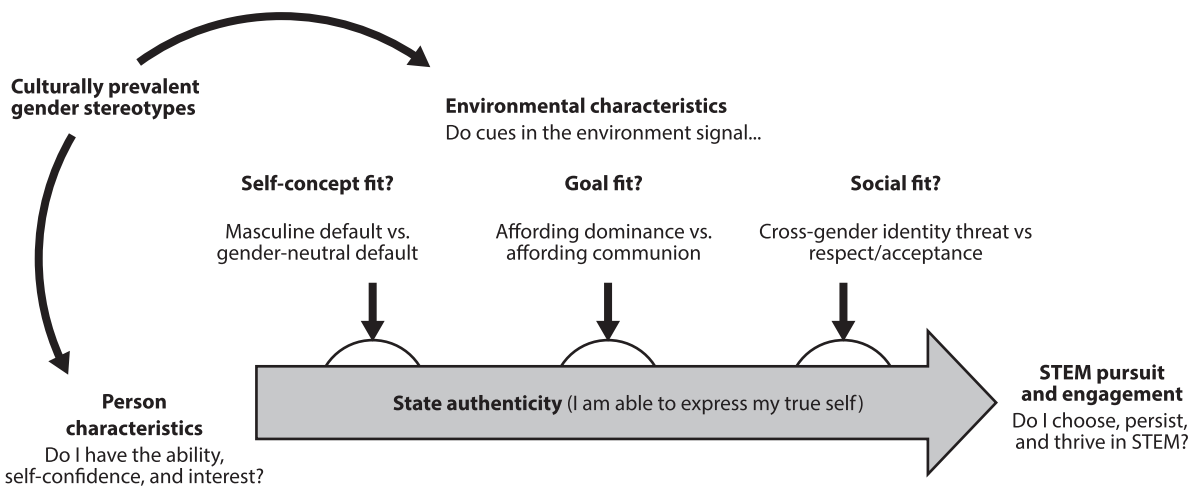 Culturally prevalent
gender stereotypes
Environmental characteristics
Do cues in the environment signal...
Self-concept fit?
Masculine default vs.
gender-neutral default
Goal fit?
Affording dominance vs.
affording communion
Social fit?
Cross-gender identity threat vs
respect/acceptance
Person
characteristics
Do I have the ability,
self-confidence, and interest?
State authenticity (I am able to express my true self)
STEM pursuit
and engagement
Do I choose, persist,
and thrive in STEM?